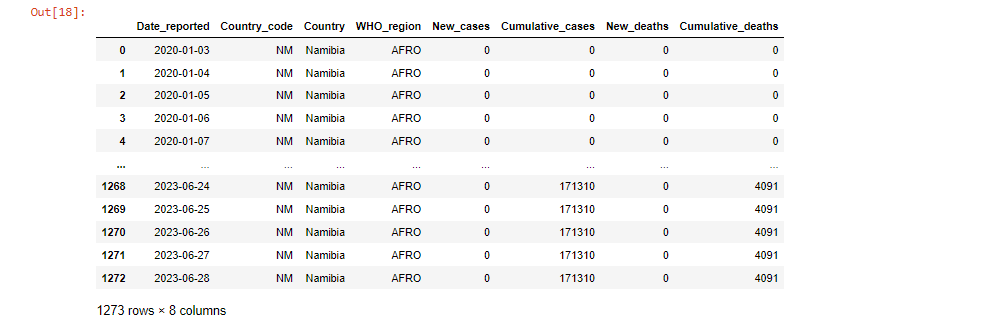 Out[18]:
Date_reported Country_code Country WHO_region New_cases Cumulative_cases New_deaths Cumulative_deaths
0 2020-01-03 NM Namibia AFRO 0 0 0 0
1 2020-01-04 NM Namibia AFRO 0 0 0 0
2 2020-01-05 NM Namibia AFRO 0 0 0 0
3 2020-01-06 NM Namibia AFRO 0 0 0 0
4 2020-01-07 NM Namibia AFRO 0 0 0 0
... ... ... ... ... ... ... ... ...
1268 2023-06-24 NM Namibia AFRO 0 171310 0 4091
1269 2023-06-25 NM Namibia AFRO 0 171310 0 4091
1270 2023-06-26 NM Namibia AFRO 0 171310 0 4091
1271 2023-06-27 NM Namibia AFRO 0 171310 0 4091
1272 2023-06-28 NM Namibia AFRO 0 171310 0 4091
1273 rows × 8 columns